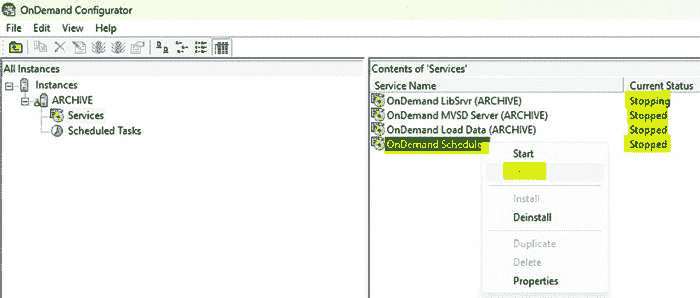 OnDemand Configurator
File Edit View Help
All Instances
Instances
ARCHIVE
Services
Scheduled Tasks
Contents of 'Services'
Service Name Current Status
OnDemand LibSrvr (ARCHIVE) Stopping
OnDemand MVSD Server (ARCHIVE) Stopped
OnDemand Load Data (ARCHIVE) Stopped
OnDemand Schedule Stopped
Start
Install
Deinstall
Duplicate
Delete
Properties